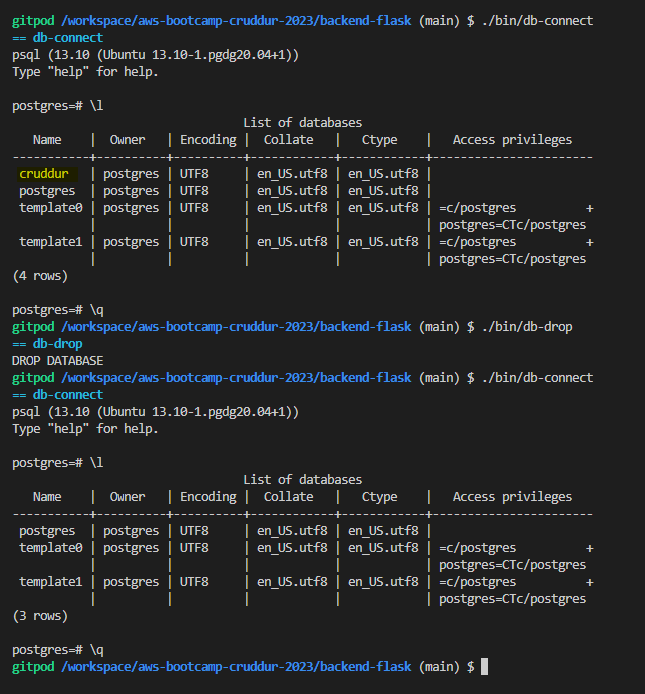 gitpod /workspace/aws-bootcamp-cruddur-2023/backend-flask (main) $ ./bin/db-connect
== db-connect
psql (13.10 (Ubuntu 13.10-1.pgdg20.04+1))
Type "help" for help.

postgres=# \l
                                 List of databases
   Name    |  Owner   | Encoding |  Collate   |   Ctype    |   Access privileges
-----------+----------+----------+------------+------------+-----------------------
 cruddur   | postgres | UTF8     | en_US.utf8 | en_US.utf8 |
 postgres  | postgres | UTF8     | en_US.utf8 | en_US.utf8 |
 template0 | postgres | UTF8     | en_US.utf8 | en_US.utf8 | =c/postgres          +
           |          |          |            |            | postgres=CTc/postgres
 template1 | postgres | UTF8     | en_US.utf8 | en_US.utf8 | =c/postgres          +
           |          |          |            |            | postgres=CTc/postgres
(4 rows)

postgres=# \q
gitpod /workspace/aws-bootcamp-cruddur-2023/backend-flask (main) $ ./bin/db-drop
== db-drop
DROP DATABASE
gitpod /workspace/aws-bootcamp-cruddur-2023/backend-flask (main) $ ./bin/db-connect
== db-connect
psql (13.10 (Ubuntu 13.10-1.pgdg20.04+1))
Type "help" for help.

postgres=# \l
                                 List of databases
   Name    |  Owner   | Encoding |  Collate   |   Ctype    |   Access privileges
-----------+----------+----------+------------+------------+-----------------------
 postgres  | postgres | UTF8     | en_US.utf8 | en_US.utf8 |
 template0 | postgres | UTF8     | en_US.utf8 | en_US.utf8 | =c/postgres          +
           |          |          |            |            | postgres=CTc/postgres
 template1 | postgres | UTF8     | en_US.utf8 | en_US.utf8 | =c/postgres          +
           |          |          |            |            | postgres=CTc/postgres
(3 rows)

postgres=# \q
gitpod /workspace/aws-bootcamp-cruddur-2023/backend-flask (main) $